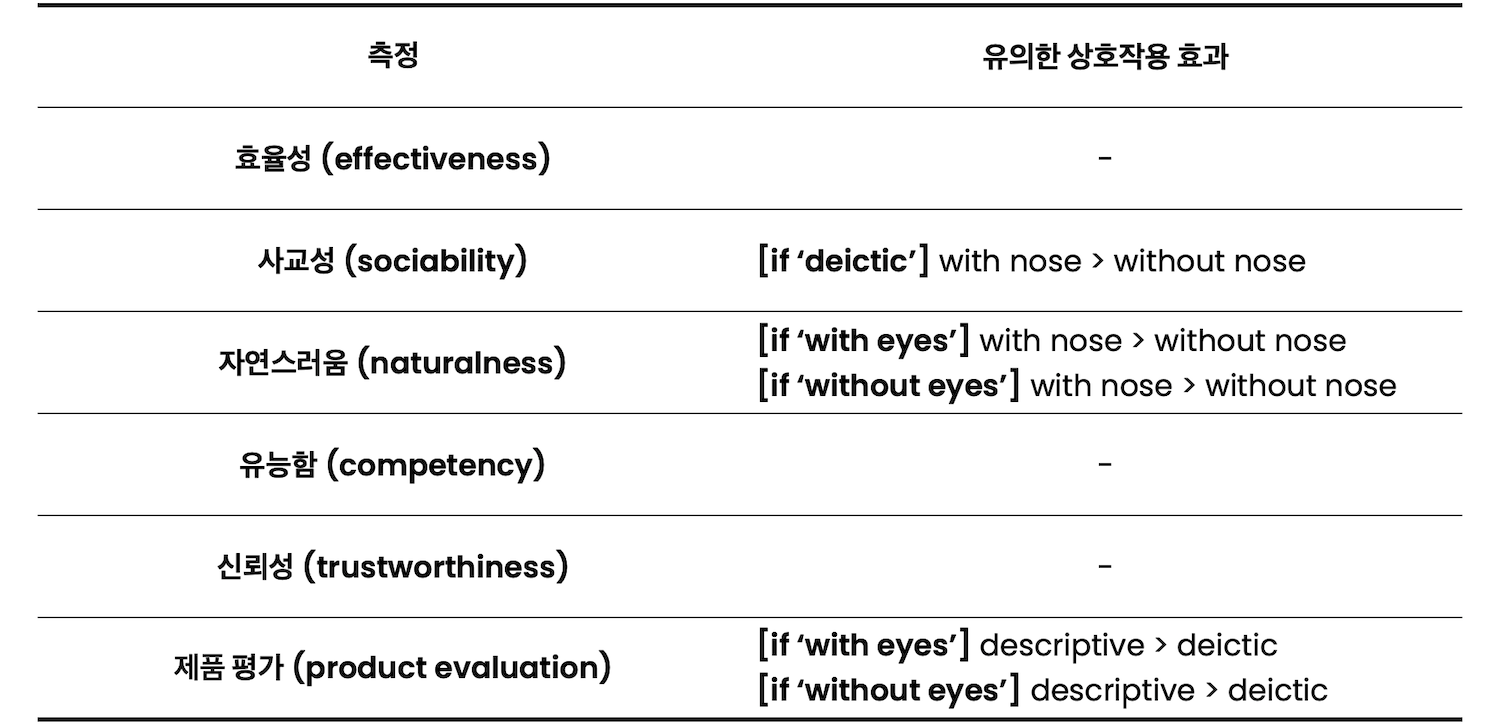 측정 유의한 상호작용 효과
효율성 (effectiveness) -
사교성 (sociability) [if ‘deictic’] with nose > without nose
자연스러움 (naturalness) [if ‘with eyes’] with nose > without nose
[if ‘without eyes’] with nose > without nose
유능함 (competency) -
신뢰성 (trustworthiness) -
제품 평가 (product evaluation) [if ‘with eyes’] descriptive > deictic
[if ‘without eyes’] descriptive > deictic